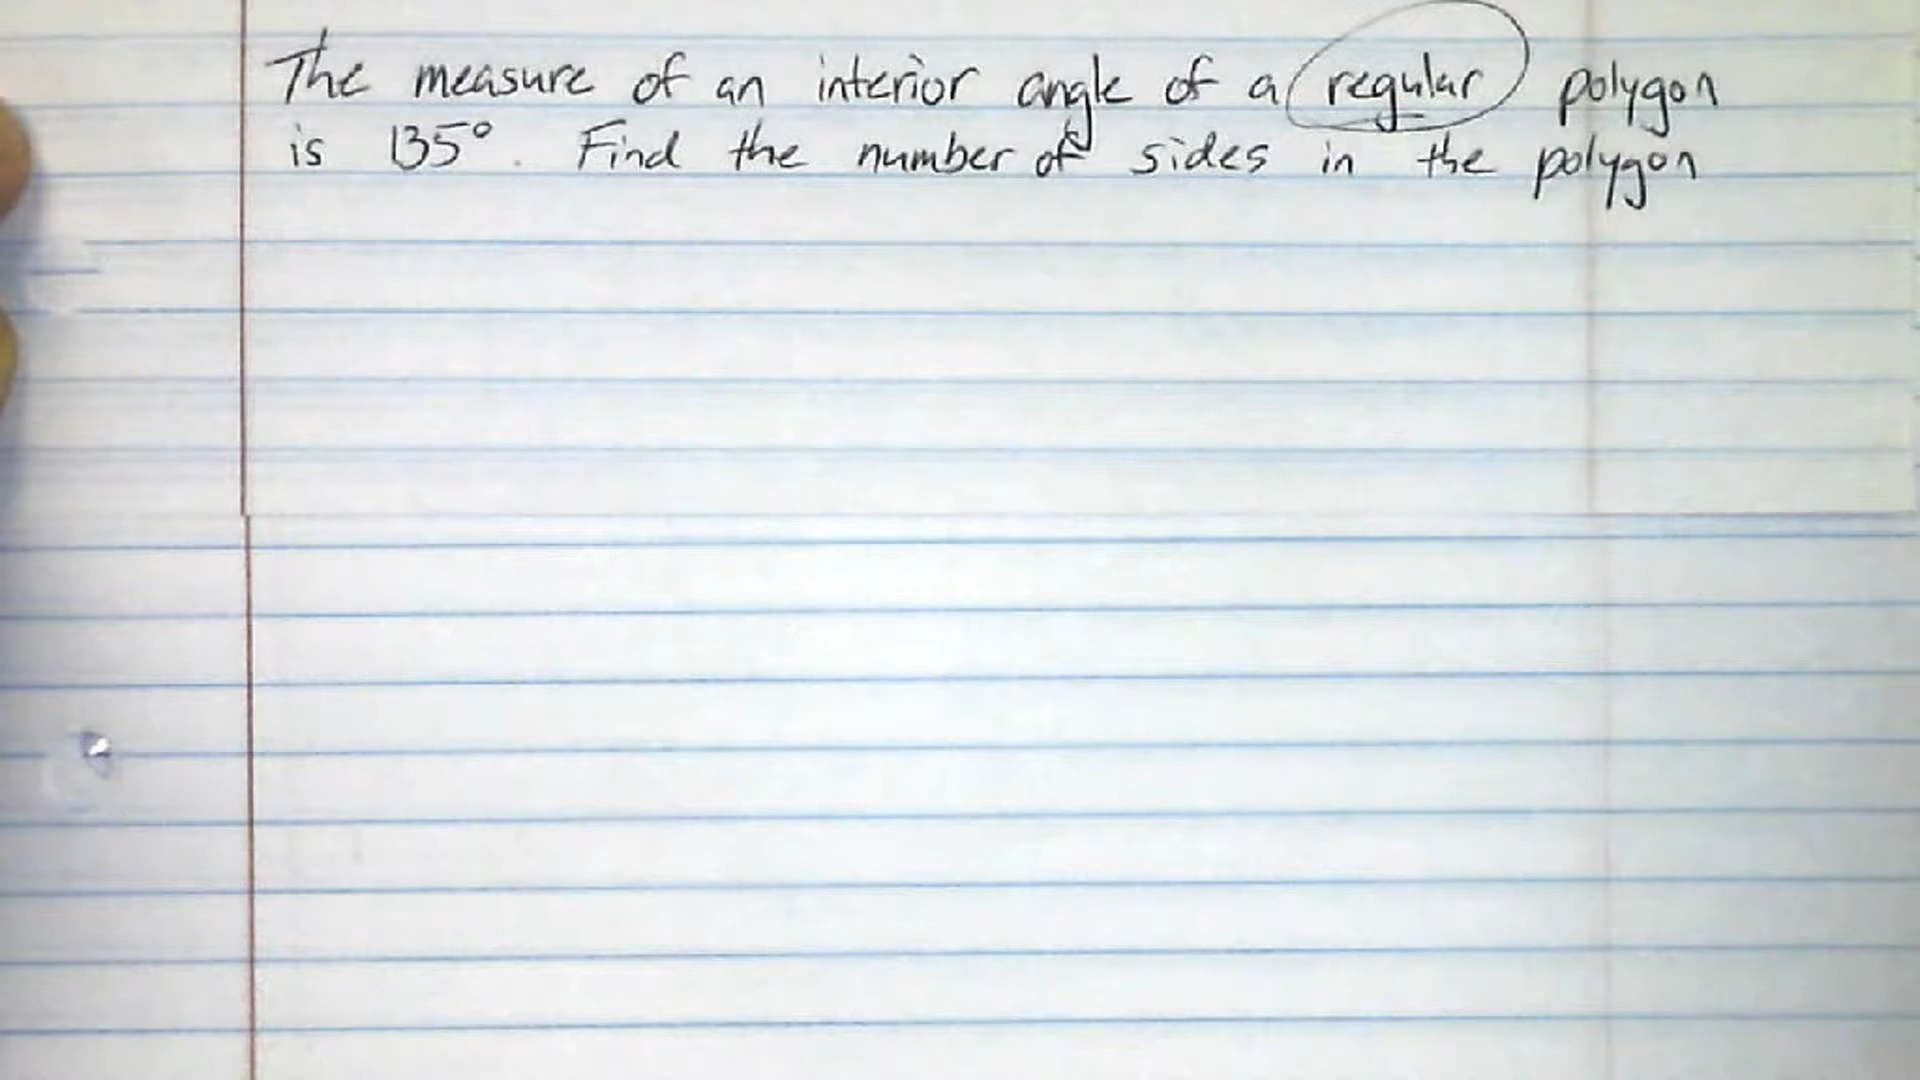 The measure of an interior angle of a regular polygon
is 135°. Find the number of sides in the polygon